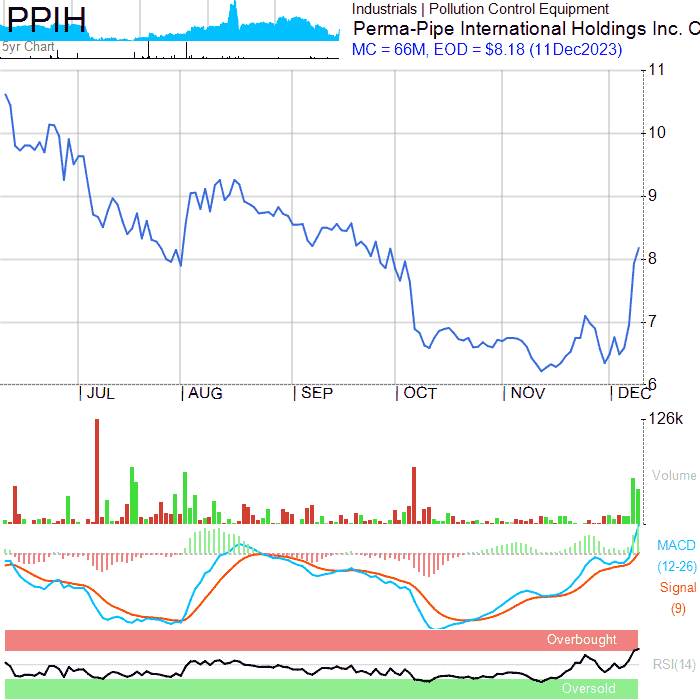 PPIH
5yr Chart
Industrials | Pollution Control Equipment
Perma-Pipe International Holdings Inc. C
MC = 66M, EOD = $8.18 (11Dec2023)
11
10
9
8
7
6
JUL AUG SEP OCT NOV DEC
126k
Volume
MACD
(12-26)
Signal
(9)
Overbought
RSI(14)
Oversold